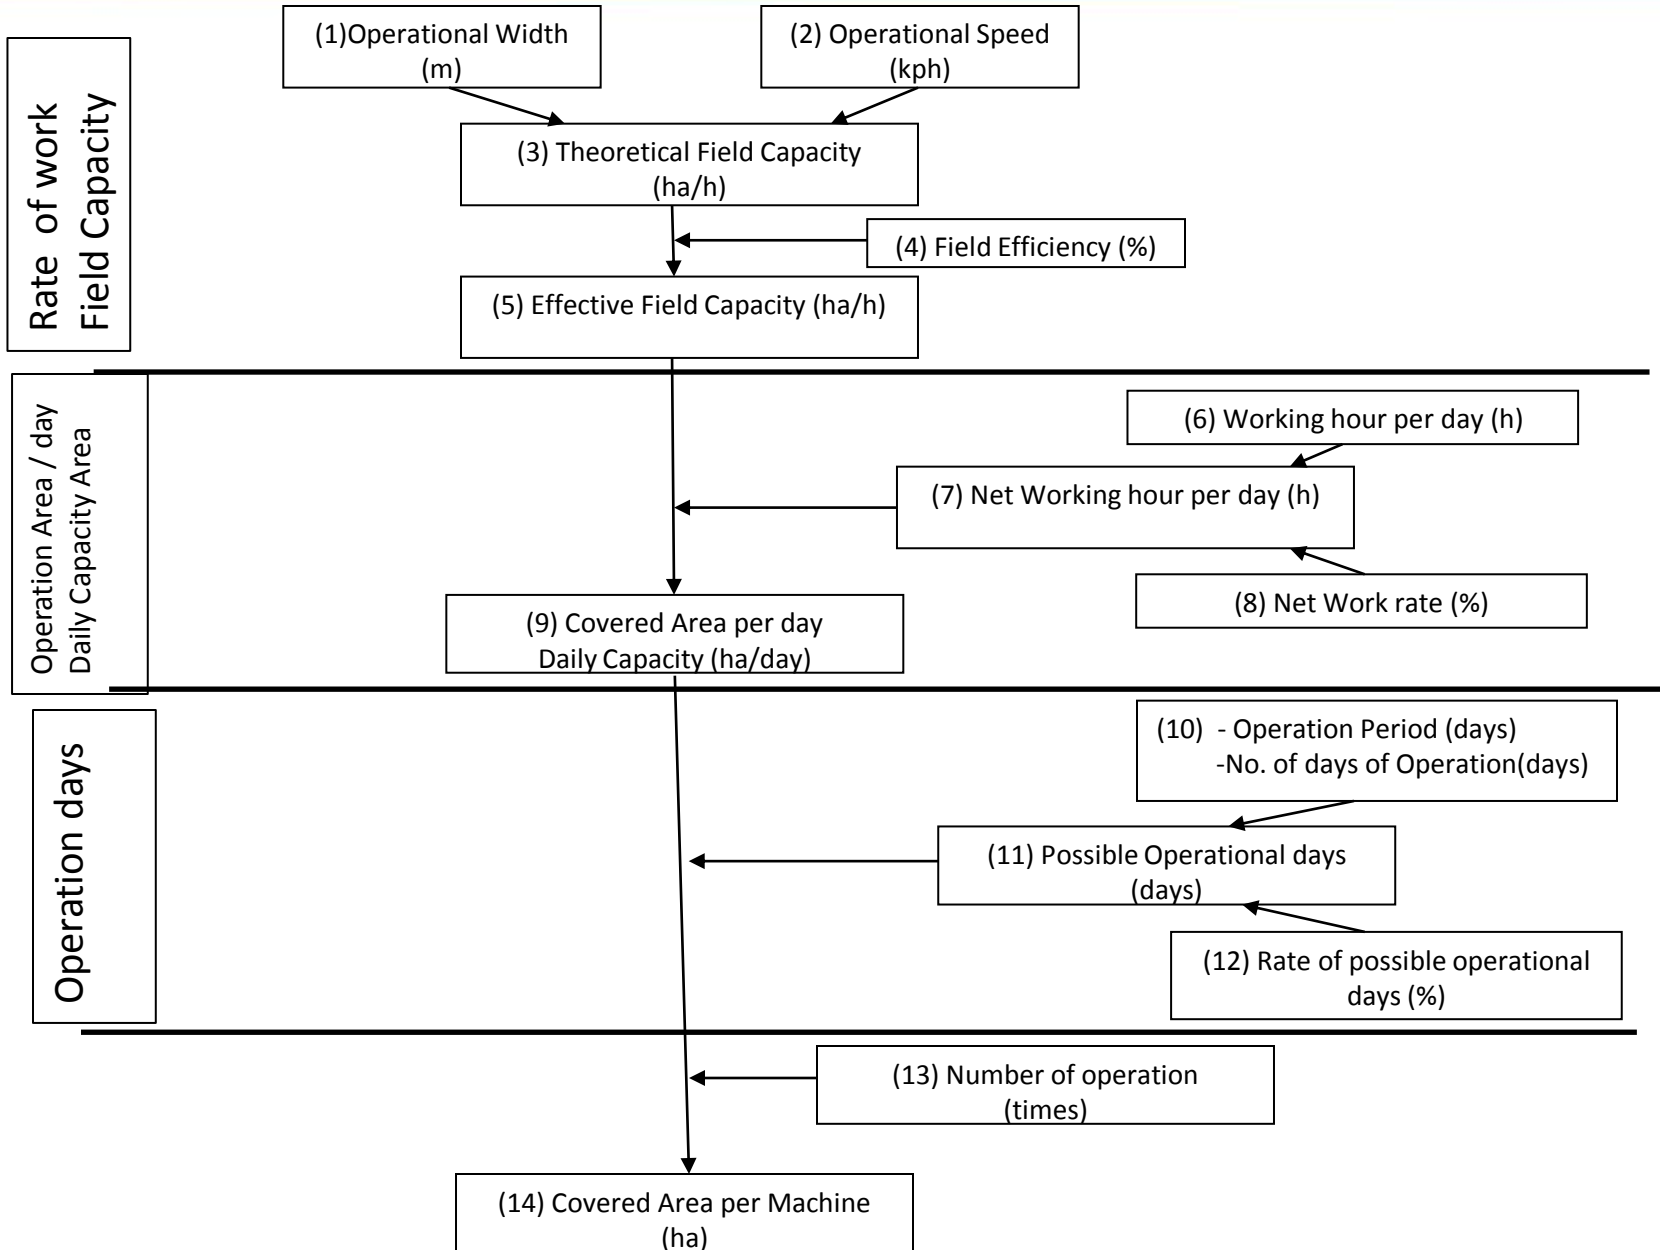 Rate of work
Field Capacity
(1)Operational Width
(m)
(2) Operational Speed
(kph)
(3) Theoretical Field Capacity
(ha/h)
(4) Field Efficiency (%)
(5) Effective Field Capacity (ha/h)
Operation Area / day
Daily Capacity Area
(6) Working hour per day (h)
(7) Net Working hour per day (h)
(8) Net Work rate (%)
(9) Covered Area per day
Daily Capacity (ha/day)
Operation days
(10) - Operation Period (days)
-No. of days of Operation(days)
(11) Possible Operational days
(days)
(12) Rate of possible operational
days (%)
(13) Number of operation
(times)
(14) Covered Area per Machine
(ha)